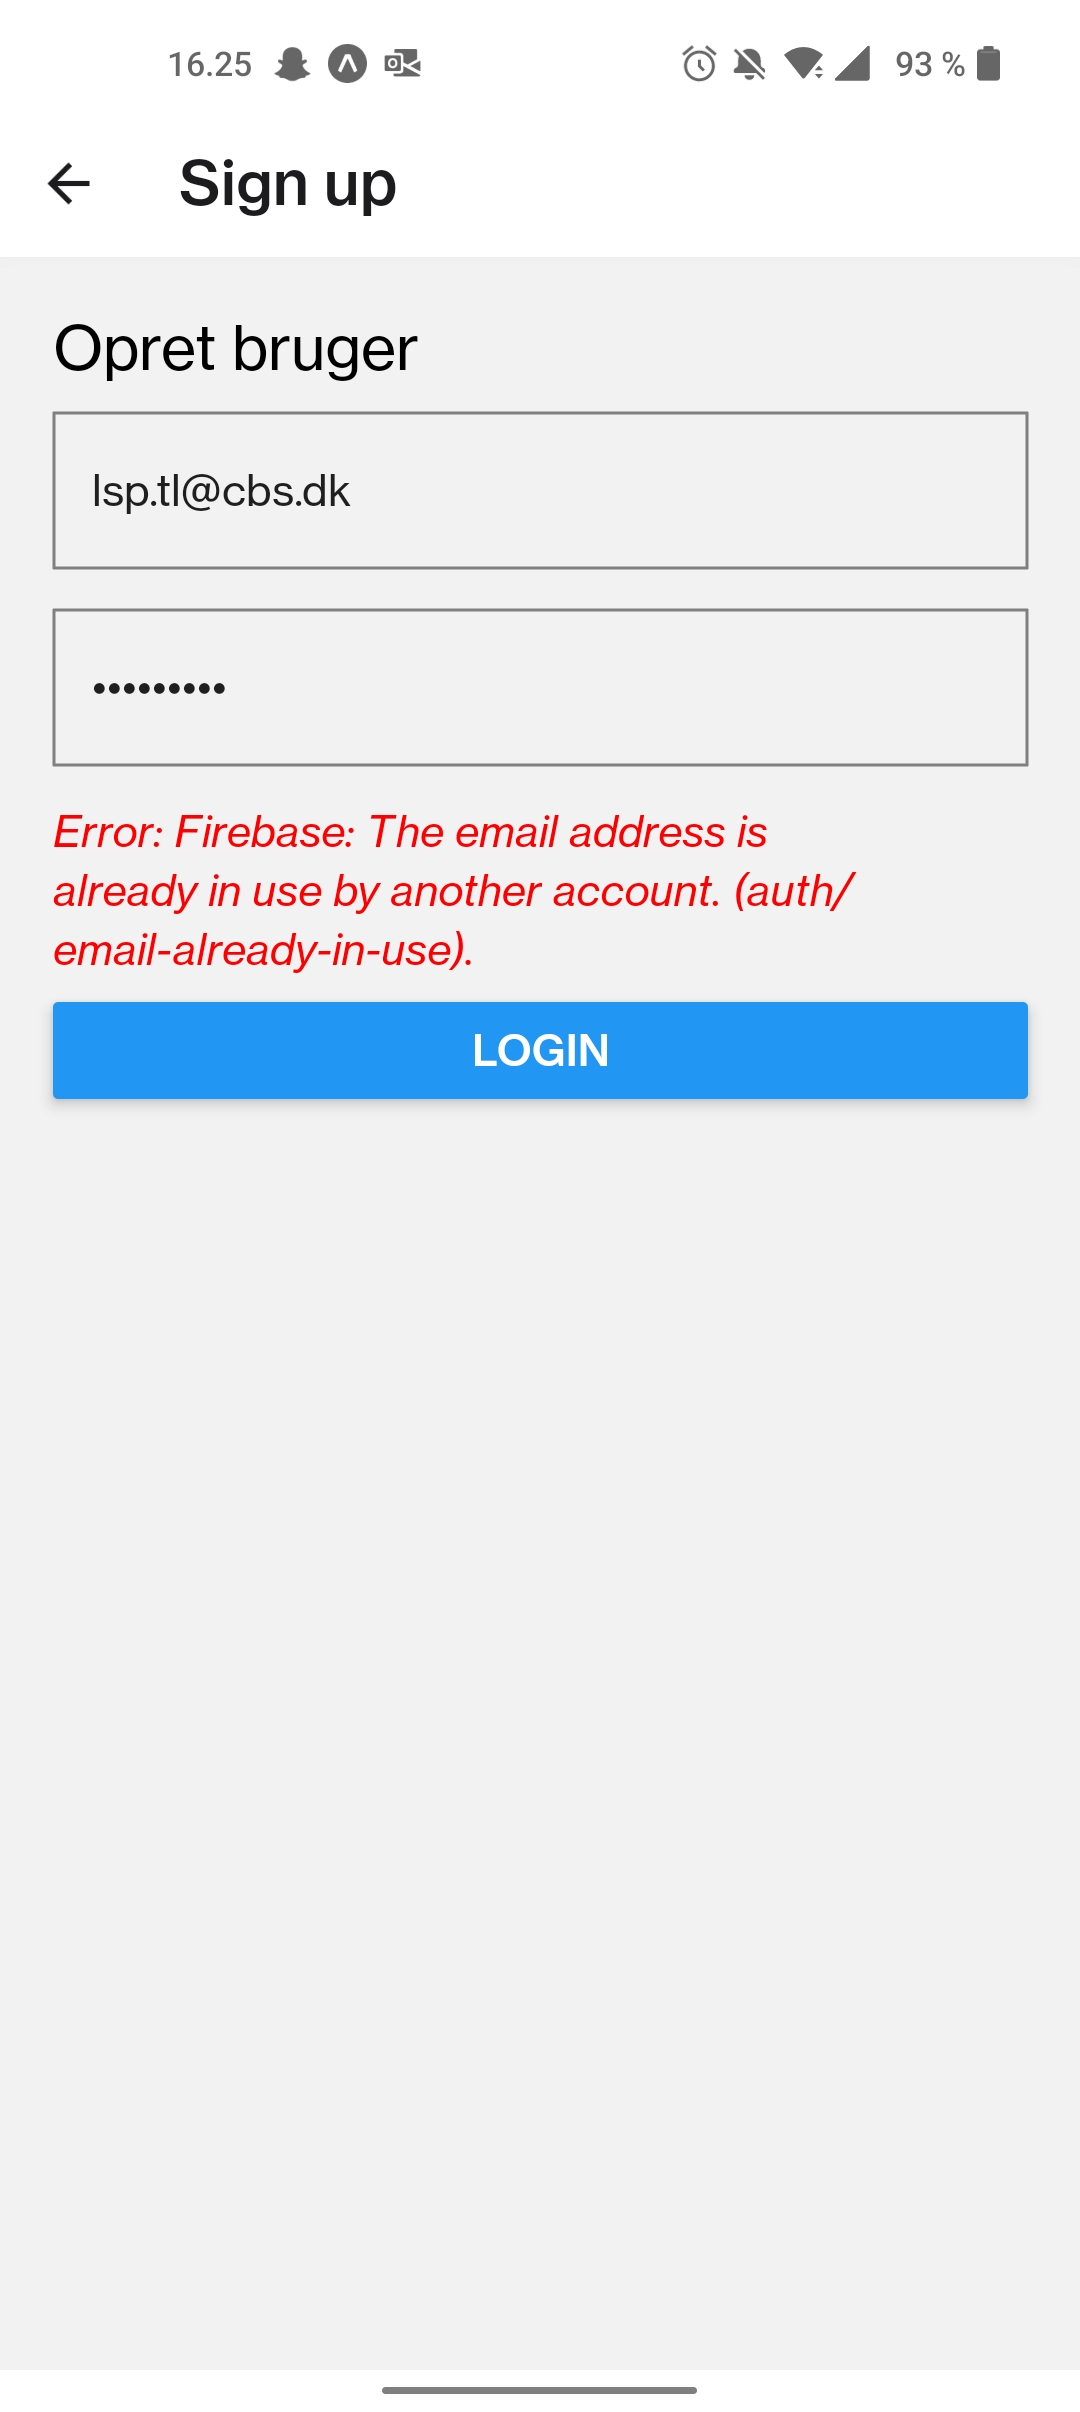 16.25 93 %
Sign up
Opret bruger
lsp.tl@cbs.dk
•••••••••
Error: Firebase: The email address is
already in use by another account. (auth/
email-already-in-use).
LOGIN